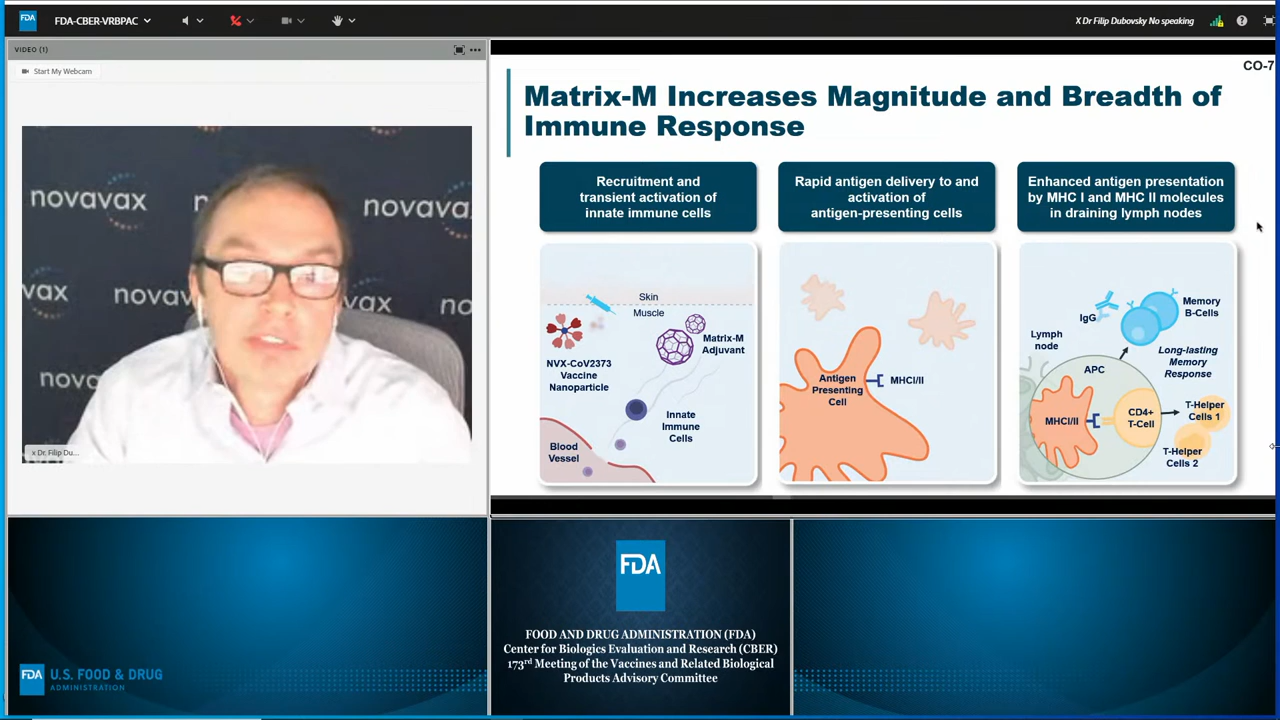 FDA
FDA-CBER-VRBPAC
X Dr Filip Dubovsky No speaking
VIDEO (1)
Start My Webcam
novavax
novavax
vax
novav
nov
novo
x Dr. Filip Du...
CO-7
Matrix-M Increases Magnitude and Breadth of
Immune Response
Recruitment and
transient activation of
innate immune cells
Rapid antigen delivery to and
activation of
antigen-presenting cells
Enhanced antigen presentation
by MHC I and MHC II molecules
in draining lymph nodes
Skin
Muscle
NVX-CoV2373
Vaccine
Nanoparticle
Matrix-M
Adjuvant
Innate
Immune
Cells
Blood
Vessel
Antigen
Presenting
Cell
MHCI/II
IgG
Memory
B-Cells
Lymph
node
Long-lasting
Memory
Response
APC
MHCI/II
CD4+
T-Cell
T-Helper
Cells 1
T-Helper
Cells 2
FDA
FOOD AND DRUG ADMINISTRATION (FDA)
Center for Biologics Evaluation and Research (CBER)
173rd Meeting of the Vaccines and Related Biological
Products Advisory Committee
FDA U.S. FOOD & DRUG
ADMINISTRATION